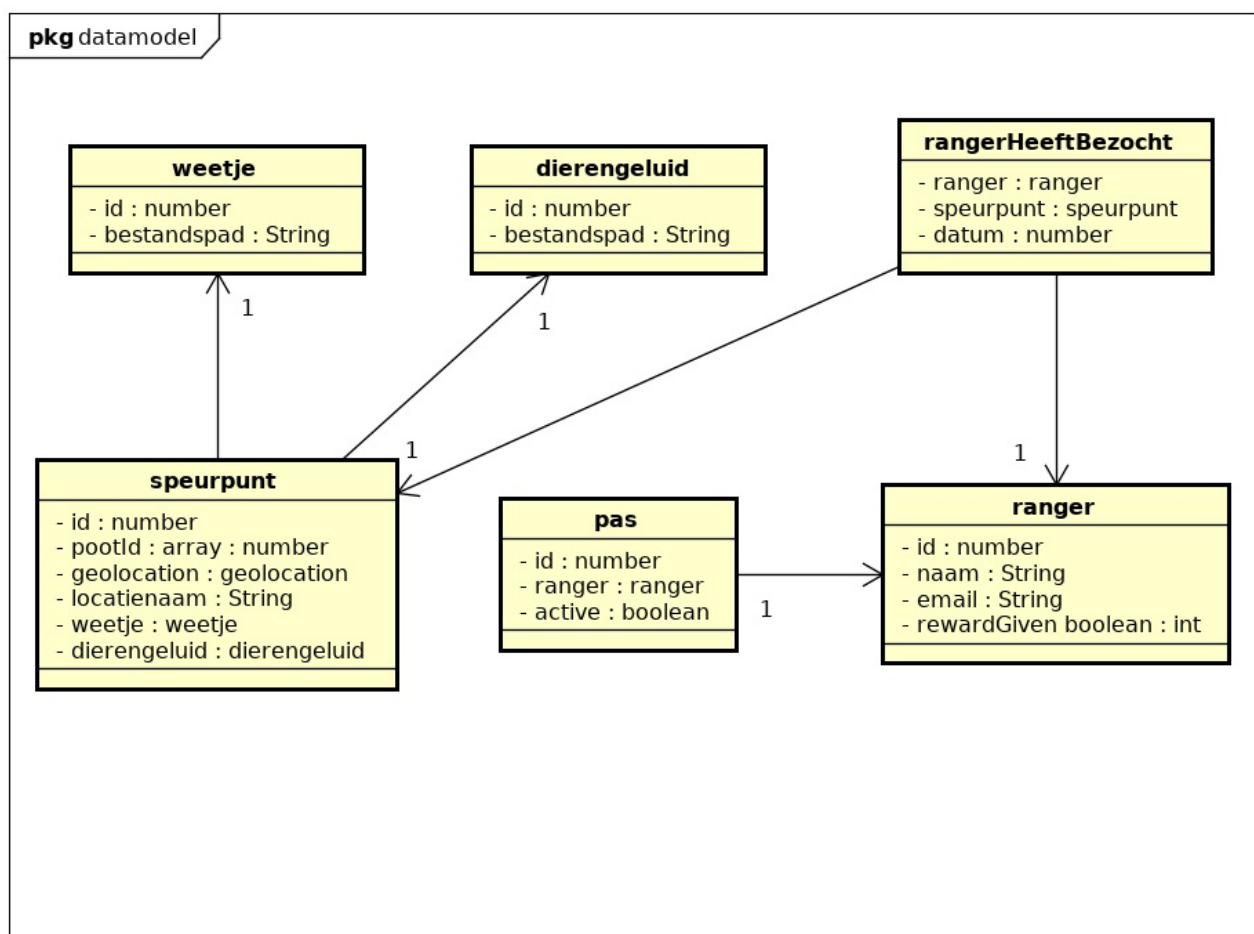 pkg datamodel
weetje
- id : number
- bestandspad : String
dierengeluid
- id : number
- bestandspad : String
rangerHeeftBezocht
- ranger : ranger
- speurpunt : speurpunt
- datum : number
1
1
1
1
speurpunt
- id : number
- pootId : array : number
- geolocation : geolocation
- locatienaam : String
- weetje : weetje
- dierengeluid : dierengeluid
pas
- id : number
- ranger : ranger
- active : boolean
1
ranger
- id : number
- naam : String
- email : String
- rewardGiven boolean : int